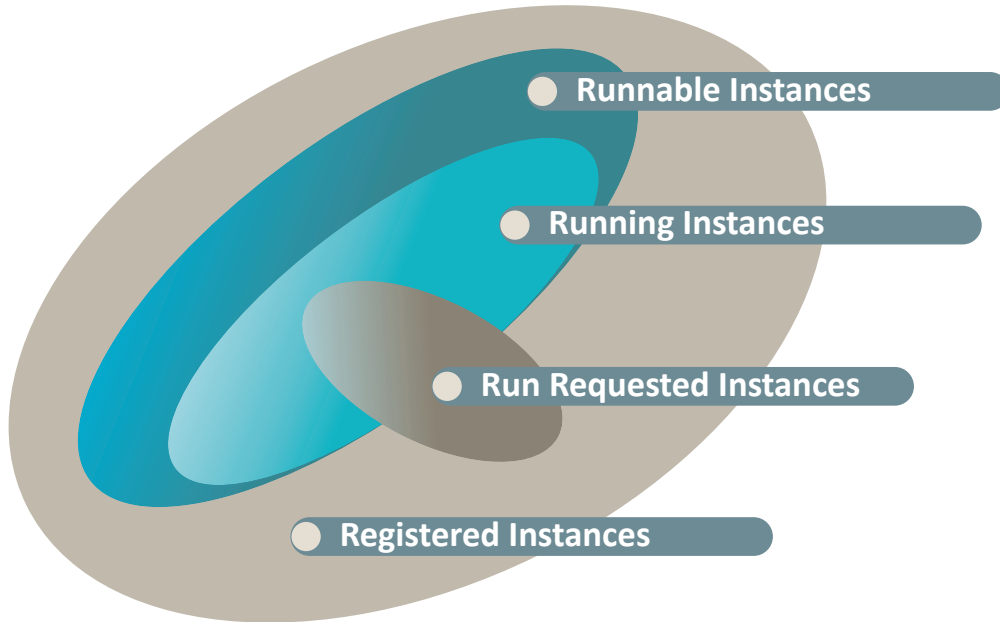 Runnable Instances
Running Instances
Run Requested Instances
Registered Instances